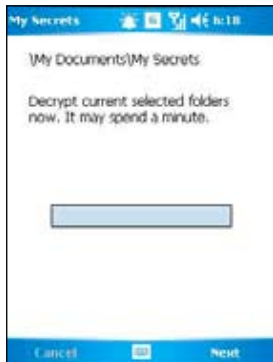 My Secrets 6:18
\My Documents\My Secrets
Decrypt current selected folders
now. It may spend a minute.
Cancel Next